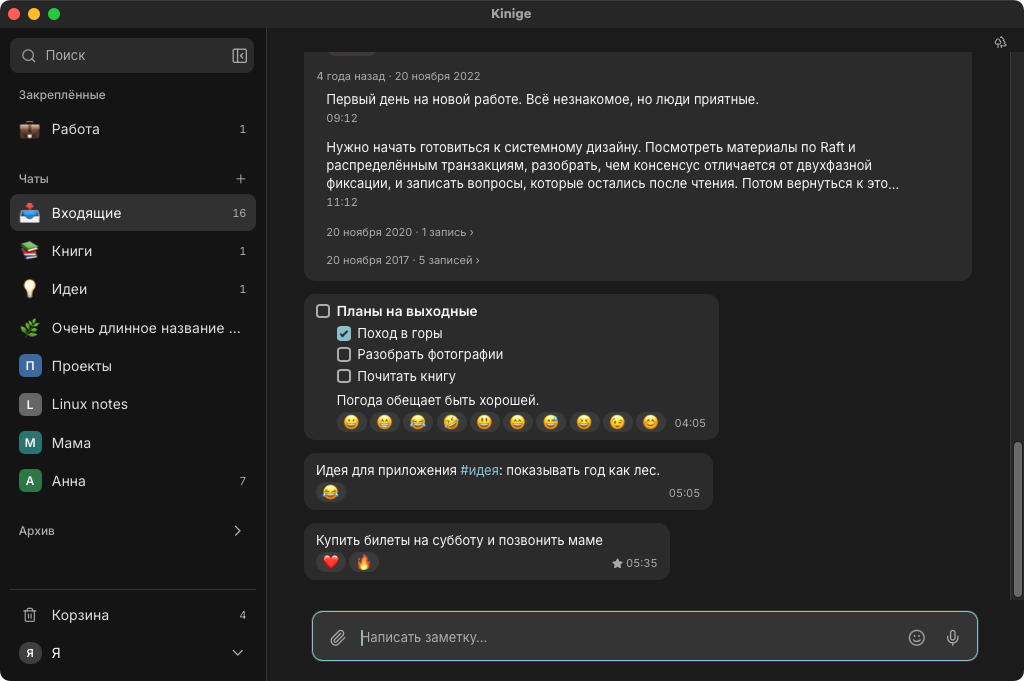 Kinige
Поиск
Закреплённые
Работа 1
Чаты
Входящие 16
Книги 1
Идеи 1
Очень длинное название ...
П Проекты
L Linux notes
М Мама
А Анна 7
Архив
Корзина 4
Я Я
4 года назад · 20 ноября 2022
Первый день на новой работе. Всё незнакомое, но люди приятные.
09:12
Нужно начать готовиться к системному дизайну. Посмотреть материалы по Raft и
распределённым транзакциям, разобрать, чем консенсус отличается от двухфазной
фиксации, и записать вопросы, которые остались после чтения. Потом вернуться к это...
11:12
20 ноября 2020 · 1 запись ›
20 ноября 2017 · 5 записей ›
Планы на выходные
Поход в горы
Разобрать фотографии
Почитать книгу
Погода обещает быть хорошей.
04:05
Идея для приложения #идея: показывать год как лес.
05:05
Купить билеты на субботу и позвонить маме
05:35
Написать заметку...